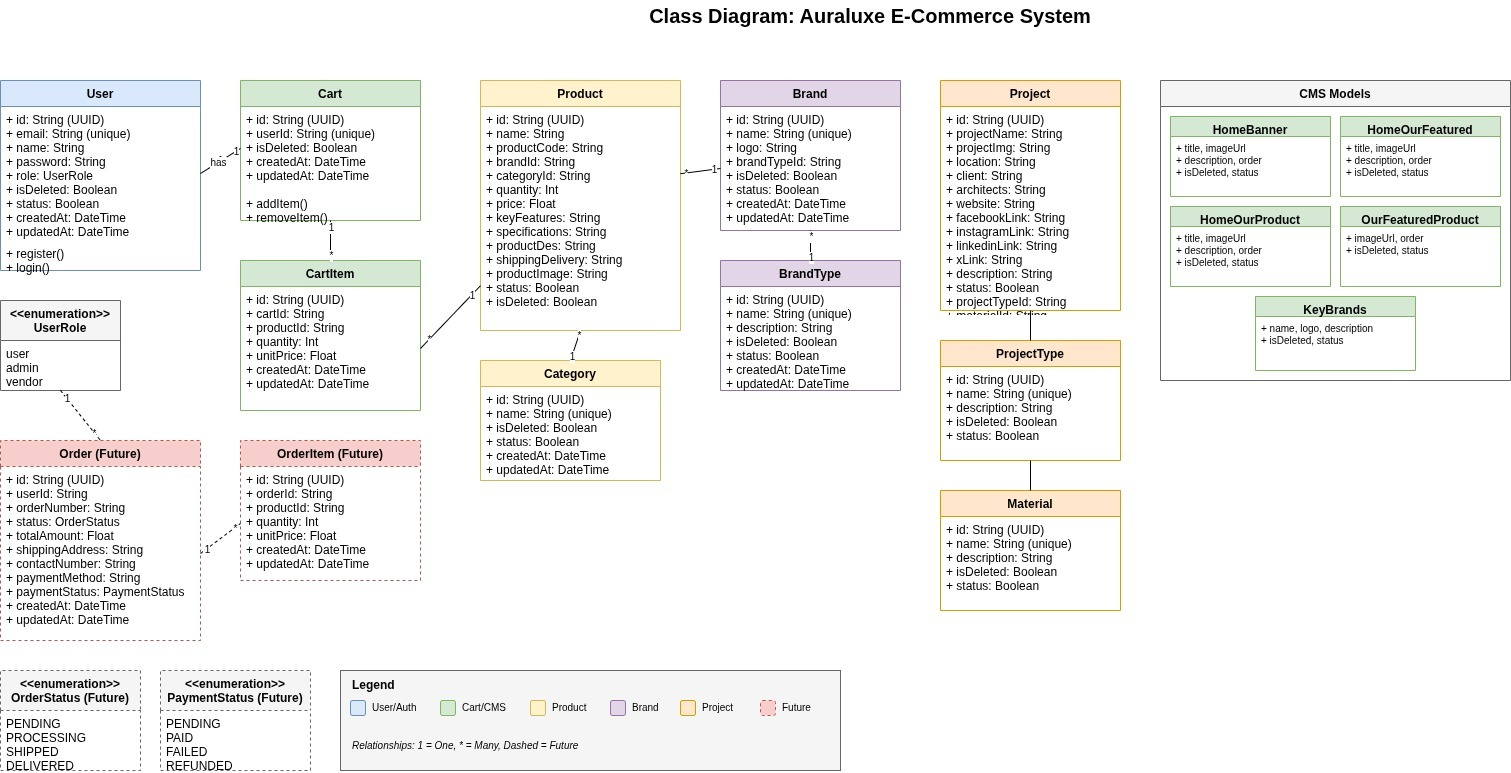 Class Diagram: Auraluxe E-Commerce System
User
+ id: String (UUID)
+ email: String (unique)
+ name: String
+ password: String
+ role: UserRole
+ isDeleted: Boolean
+ status: Boolean
+ createdAt: DateTime
+ updatedAt: DateTime
+ register()
+ login()
has
1
Cart
+ id: String (UUID)
+ userId: String (unique)
+ isDeleted: Boolean
+ createdAt: DateTime
+ updatedAt: DateTime
+ addItem()
+ removeItem()
1
*
CartItem
+ id: String (UUID)
+ cartId: String
+ productId: String
+ quantity: Int
+ unitPrice: Float
+ createdAt: DateTime
+ updatedAt: DateTime
*
1
Product
+ id: String (UUID)
+ name: String
+ productCode: String
+ brandId: String
+ categoryId: String
+ quantity: Int
+ price: Float
+ keyFeatures: String
+ specifications: String
+ productDes: String
+ shippingDelivery: String
+ productImage: String
+ status: Boolean
+ isDeleted: Boolean
*
1
*
1
Category
+ id: String (UUID)
+ name: String (unique)
+ isDeleted: Boolean
+ status: Boolean
+ createdAt: DateTime
+ updatedAt: DateTime
Brand
+ id: String (UUID)
+ name: String (unique)
+ logo: String
+ brandTypeId: String
+ isDeleted: Boolean
+ status: Boolean
+ createdAt: DateTime
+ updatedAt: DateTime
*
1
BrandType
+ id: String (UUID)
+ name: String (unique)
+ description: String
+ isDeleted: Boolean
+ status: Boolean
+ createdAt: DateTime
+ updatedAt: DateTime
Project
+ id: String (UUID)
+ projectName: String
+ projectImg: String
+ location: String
+ client: String
+ architects: String
+ website: String
+ facebookLink: String
+ instagramLink: String
+ linkedinLink: String
+ xLink: String
+ description: String
+ status: Boolean
+ projectTypeId: String
ProjectType
+ id: String (UUID)
+ name: String (unique)
+ description: String
+ isDeleted: Boolean
+ status: Boolean
Material
+ id: String (UUID)
+ name: String (unique)
+ description: String
+ isDeleted: Boolean
+ status: Boolean
CMS Models
HomeBanner
+ title, imageUrl
+ description, order
+ isDeleted, status
HomeOurFeatured
+ title, imageUrl
+ description, order
+ isDeleted, status
HomeOurProduct
+ title, imageUrl
+ description, order
+ isDeleted, status
OurFeaturedProduct
+ imageUrl, order
+ isDeleted, status
KeyBrands
+ name, logo, description
+ isDeleted, status
<<enumeration>>
UserRole
user
admin
vendor
1
*
Order (Future)
+ id: String (UUID)
+ userId: String
+ orderNumber: String
+ status: OrderStatus
+ totalAmount: Float
+ shippingAddress: String
+ contactNumber: String
+ paymentMethod: String
+ paymentStatus: PaymentStatus
+ createdAt: DateTime
+ updatedAt: DateTime
1
*
OrderItem (Future)
+ id: String (UUID)
+ orderId: String
+ productId: String
+ quantity: Int
+ unitPrice: Float
+ createdAt: DateTime
+ updatedAt: DateTime
<<enumeration>>
OrderStatus (Future)
PENDING
PROCESSING
SHIPPED
DELIVERED
<<enumeration>>
PaymentStatus (Future)
PENDING
PAID
FAILED
REFUNDED
Legend
User/Auth
Cart/CMS
Product
Brand
Project
Future
Relationships: 1 = One, * = Many, Dashed = Future